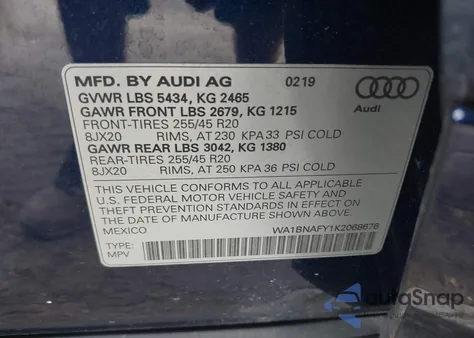 MFD. BY AUDI AG 0219
GVWR LBS 5434, KG 2465
GAWR FRONT LBS 2679, KG 1215
FRONT-TIRES 255/45 R20
8JX20 RIMS, AT 230 KPA 33 PSI COLD
GAWR REAR LBS 3042, KG 1380
REAR-TIRES 255/45 R20
8JX20 RIMS, AT 250 KPA 36 PSI COLD
Audi
THIS VEHICLE CONFORMS TO ALL APPLICABLE
U.S. FEDERAL MOTOR VEHICLE SAFETY STANDARDS
IN EFFECT ON THE DATE OF MANUFACTURE
SHOWN ABOVE.
MEXICO WA1BNAFY1K2068678
TYPE:
MPV
autoSnap